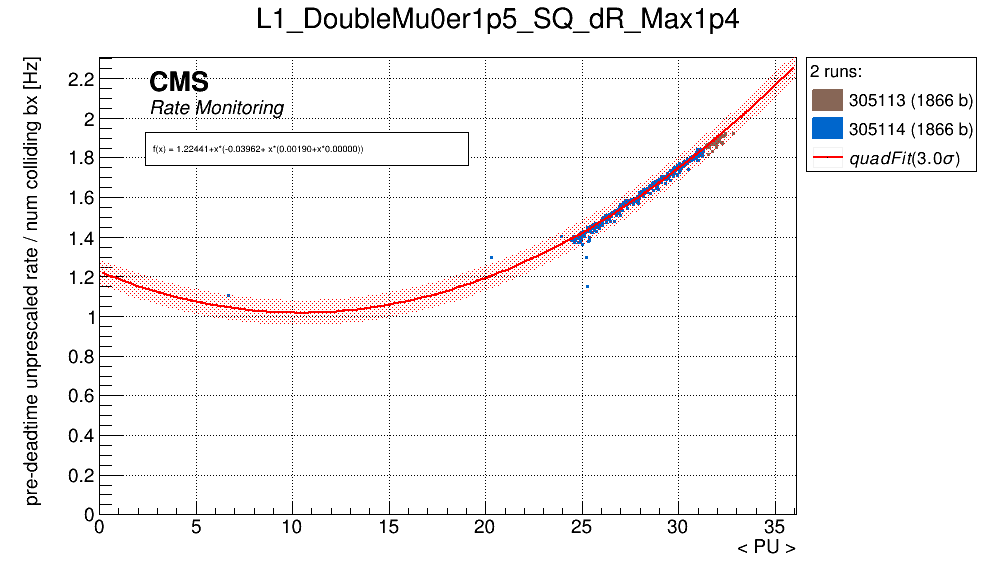 L1_DoubleMu0er1p5_SQ_dR_Max1p4
pre-deadtime unprescaled rate / num colliding bx [Hz]
CMS
Rate Monitoring
f(x) = 1.22441+x*(-0.03962+ x*(0.00190+x*0.00000))
2.2
2
1.8
1.6
1.4
1.2
1
0.8
0.6
0.4
0.2
0
0 5 10 15 20 25 30 35
< PU >
2 runs:
305113 (1866 b)
305114 (1866 b)
quadFit(3.0σ)